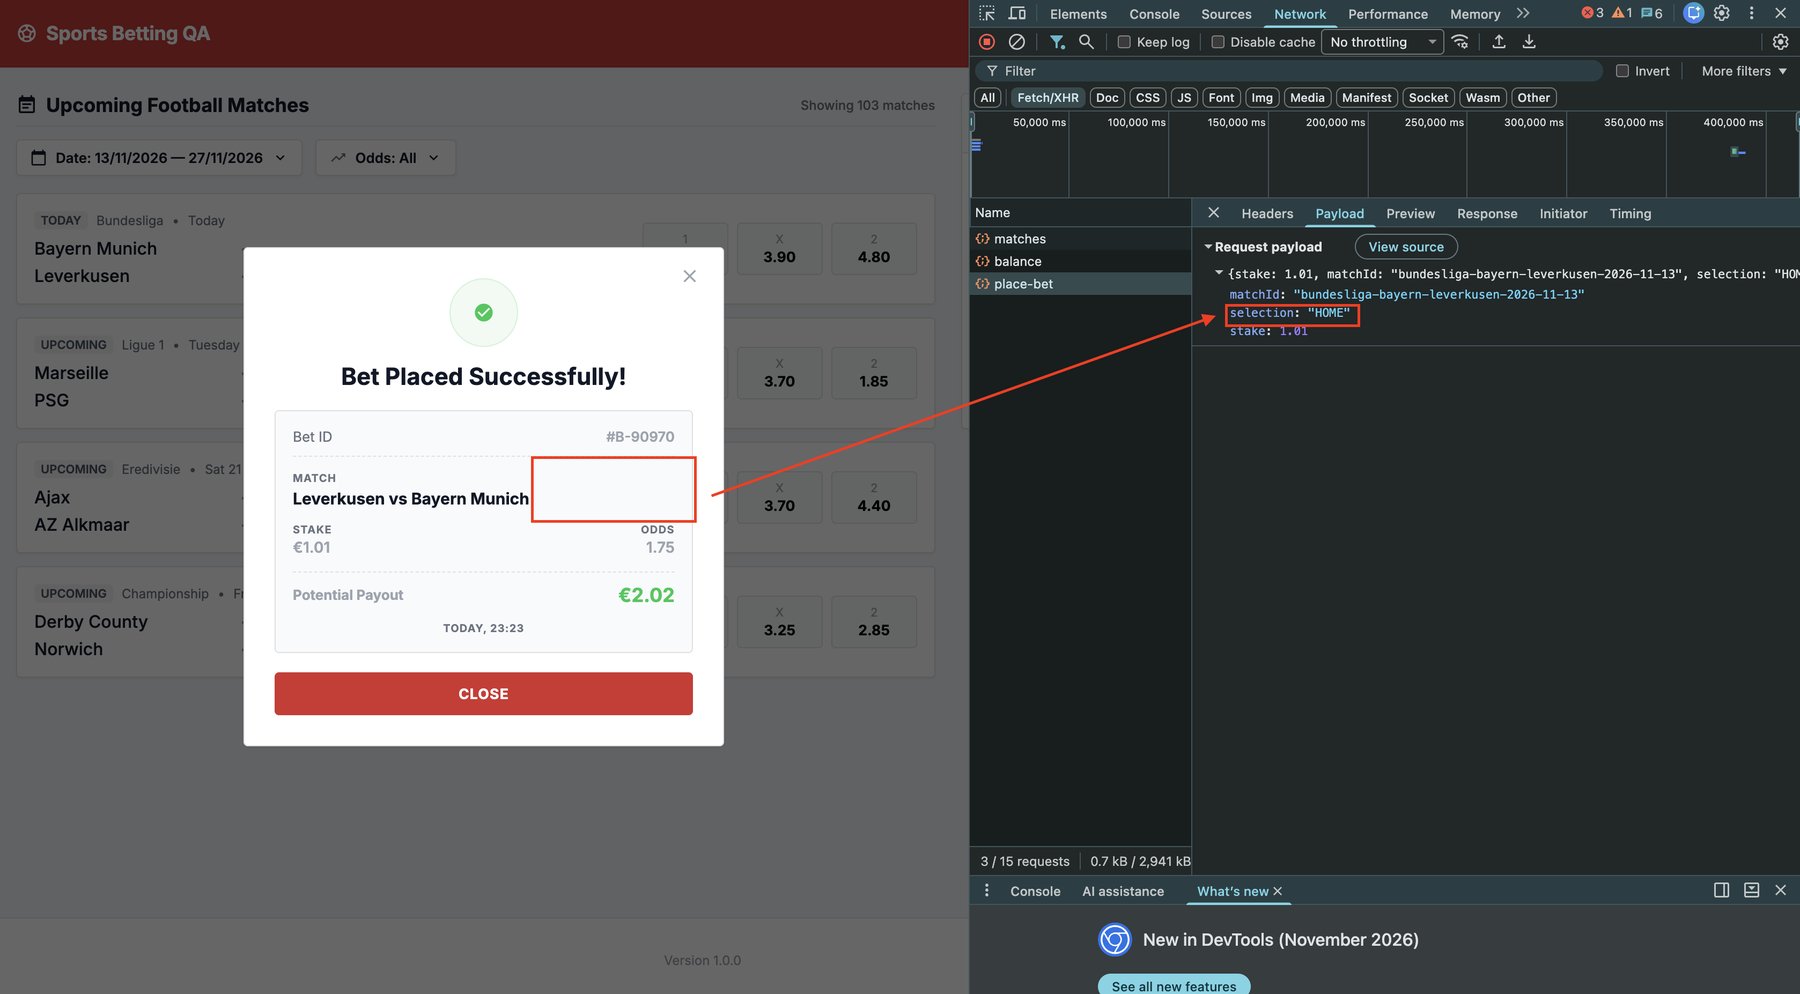 Sports Betting QA
Upcoming Football Matches
Showing 103 matches
Date: 13/11/2026 — 27/11/2026
Odds: All
TODAY Bundesliga • Today
Bayern Munich
Leverkusen
1
X
3.90
2
4.80
UPCOMING Ligue 1 • Tuesday
Marseille
PSG
X
3.70
2
1.85
UPCOMING Eredivisie • Sat 21
Ajax
AZ Alkmaar
X
3.70
2
4.40
UPCOMING Championship •
Derby County
Norwich
X
3.25
2
2.85
Bet Placed Successfully!
Bet ID #B-90970
MATCH
Leverkusen vs Bayern Munich
STAKE ODDS
€1.01 1.75
Potential Payout €2.02
TODAY, 23:23
CLOSE
Version 1.0.0
Elements Console Sources Network Performance Memory 3 1 6
Keep log Disable cache No throttling
Filter Invert More filters
All Fetch/XHR Doc CSS JS Font Img Media Manifest Socket Wasm Other
50,000 ms 100,000 ms 150,000 ms 200,000 ms 250,000 ms 300,000 ms 350,000 ms 400,000 ms
Name
matches
balance
place-bet
Headers Payload Preview Response Initiator Timing
Request payload View source
{stake: 1.01, matchId: "bundesliga-bayern-leverkusen-2026-11-13", selection: "HOM
matchId: "bundesliga-bayern-leverkusen-2026-11-13"
selection: "HOME"
stake: 1.01
3 / 15 requests 0.7 kB / 2,941 kB
Console AI assistance What's new
New in DevTools (November 2026)
See all new features